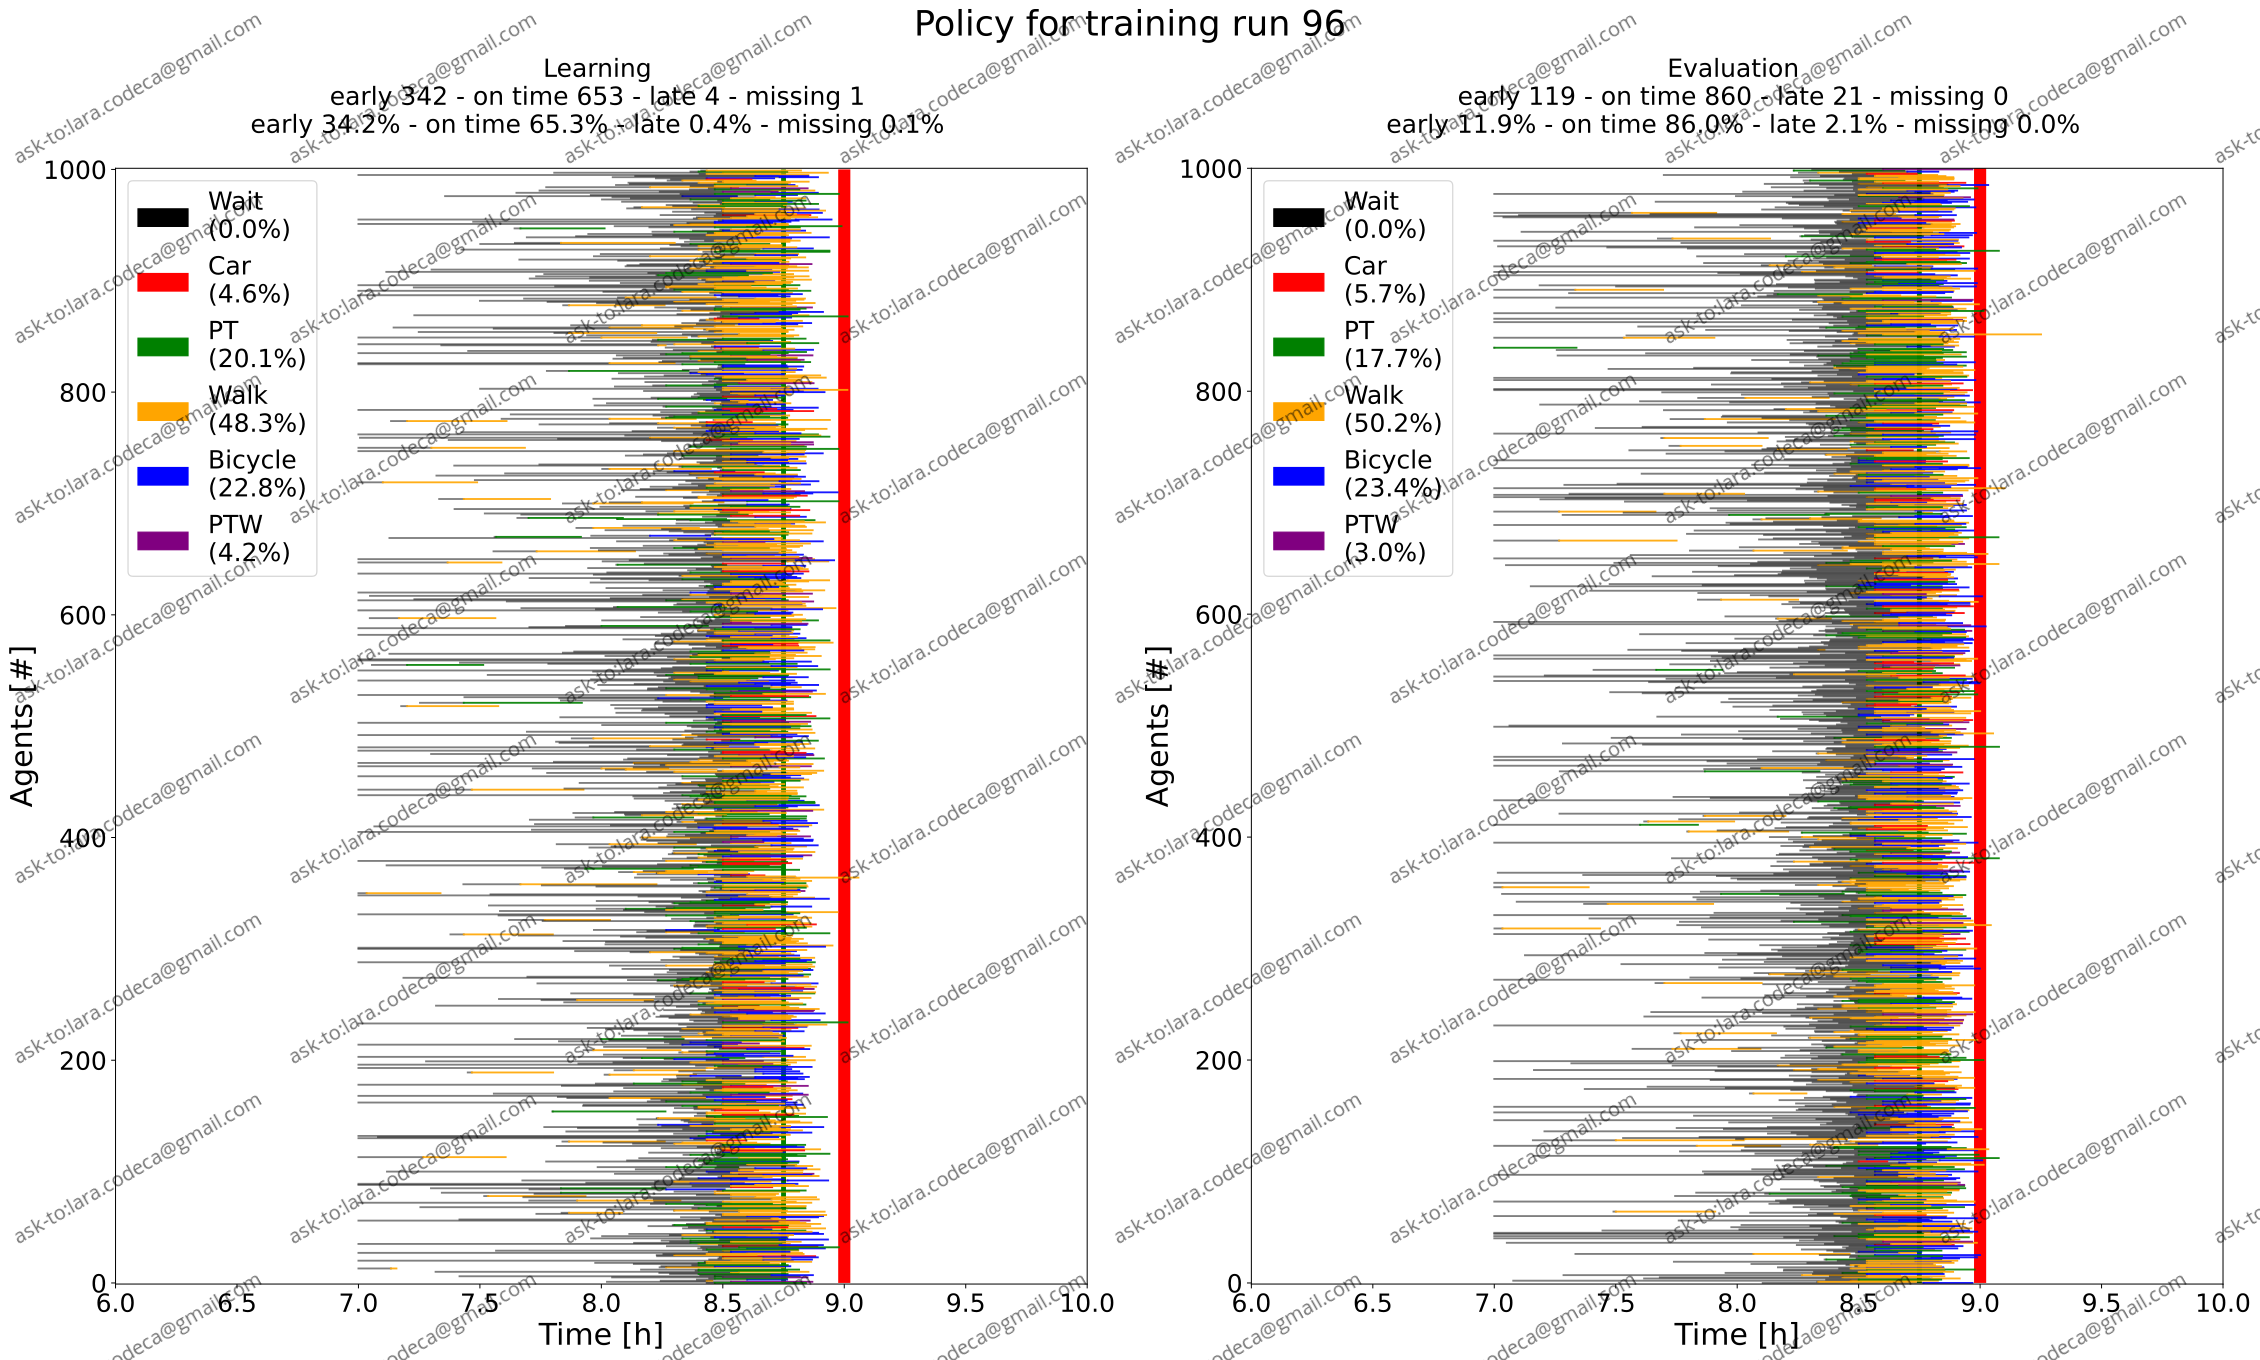 Policy for training run 96
Learning
early 342 - on time 653 - late 4 - missing 1
early 34.2% - on time 65.3% - late 0.4% - missing 0.1%
Wait
(0.0%)
Car
(4.6%)
PT
(20.1%)
Walk
(48.3%)
Bicycle
(22.8%)
PTW
(4.2%)
1000
800
600
400
200
0
Agents [#]
6.0 6.5 7.0 7.5 8.0 8.5 9.0 9.5 10.0
Time [h]
Evaluation
early 119 - on time 860 - late 21 - missing 0
early 11.9% - on time 86.0% - late 2.1% - missing 0.0%
Wait
(0.0%)
Car
(5.7%)
PT
(17.7%)
Walk
(50.2%)
Bicycle
(23.4%)
PTW
(3.0%)
1000
800
600
400
200
0
Agents [#]
6.0 6.5 7.0 7.5 8.0 8.5 9.0 9.5 10.0
Time [h]
ask-to:lara.codeca@gmail.com